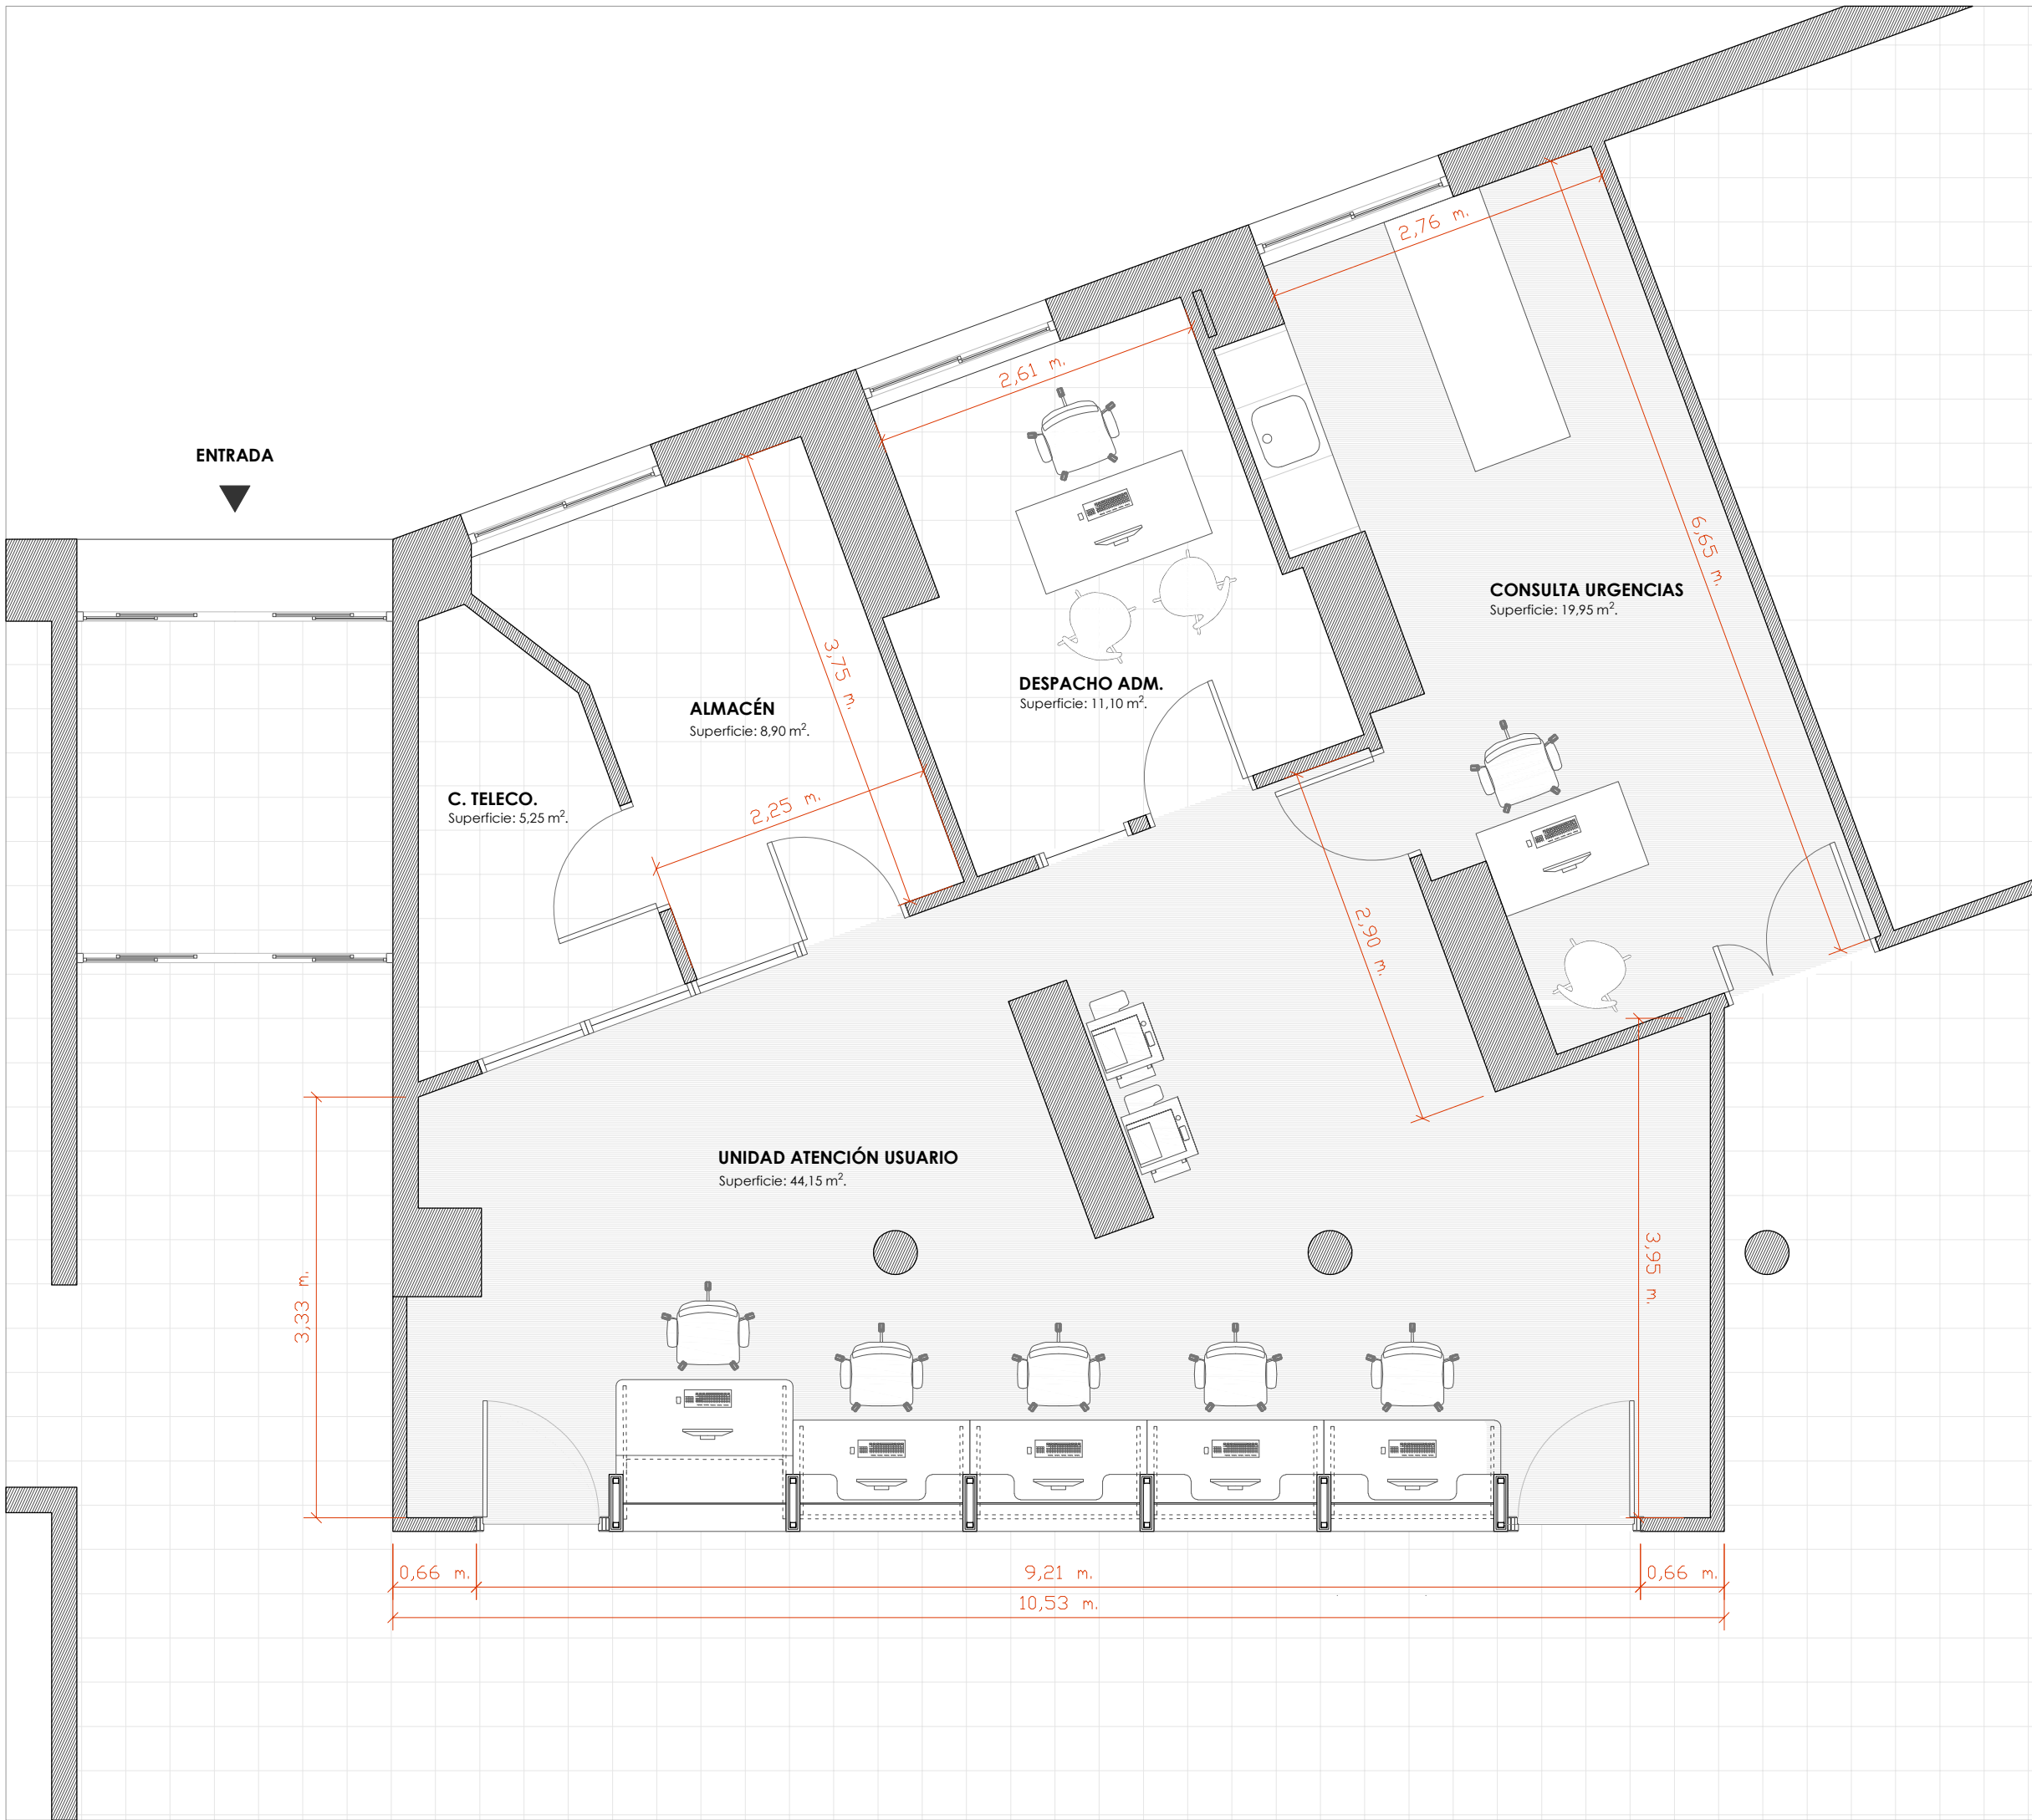 2,76 m.
2,61 m.
ENTRADA
6,65 m.
CONSULTA URGENCIAS
Superficie: 19,95 m².
3,75 m.
DESPACHO ADM.
Superficie: 11,10 m².
ALMACÉN
Superficie: 8,90 m².
C. TELECO.
Superficie: 5,25 m².
2,25 m.
2,90 m.
UNIDAD ATENCIÓN USUARIO
Superficie: 44,15 m².
3,95 m.
3,33 m.
0,66 m.
9,21 m.
0,66 m.
10,53 m.